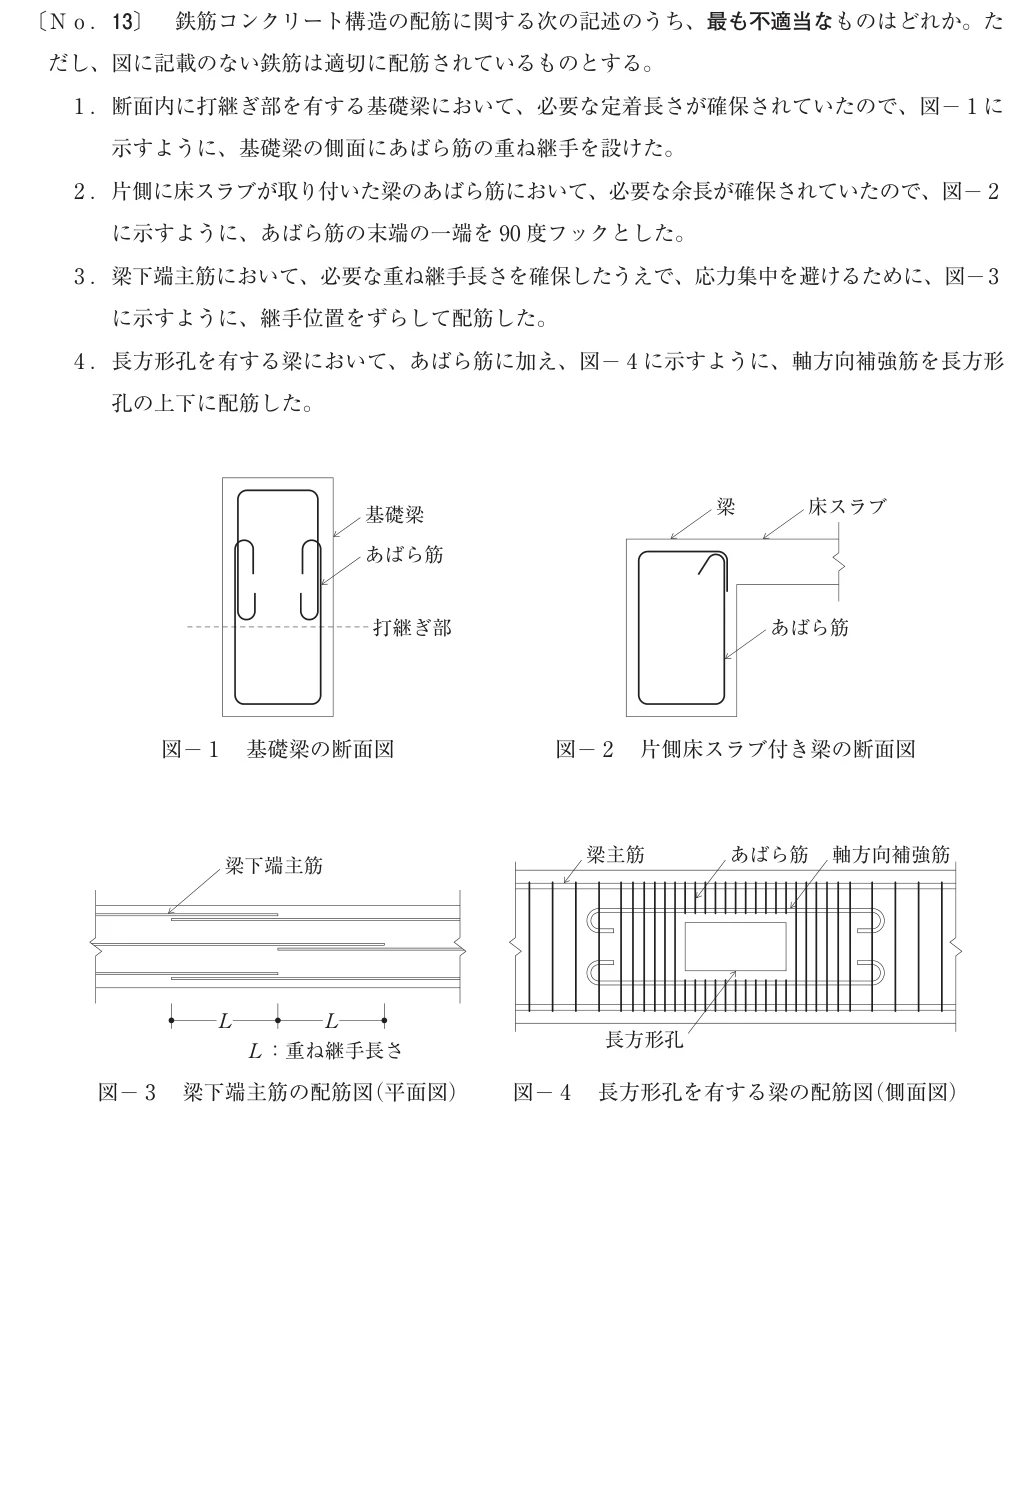 〔Ｎｏ．13〕　鉄筋コンクリート構造の配筋に関する次の記述のうち、最も不適当なものはどれか。た
だし、図に記載のない鉄筋は適切に配筋されているものとする。
１．断面内に打継ぎ部を有する基礎梁において、必要な定着長さが確保されていたので、図－１に
示すように、基礎梁の側面にあばら筋の重ね継手を設けた。
２．片側に床スラブが取り付いた梁のあばら筋において、必要な余長が確保されていたので、図－２
に示すように、あばら筋の末端の一端を 90 度フックとした。
３．梁下端主筋において、必要な重ね継手長さを確保したうえで、応力集中を避けるために、図－３
に示すように、継手位置をずらして配筋した。
４．長方形孔を有する梁において、あばら筋に加え、図－４に示すように、軸方向補強筋を長方形
孔の上下に配筋した。
基礎梁
あばら筋
打継ぎ部
図－１　基礎梁の断面図
梁
床スラブ
あばら筋
図－２　片側床スラブ付き梁の断面図
梁下端主筋
L
L
L：重ね継手長さ
図－３　梁下端主筋の配筋図(平面図)
梁主筋
あばら筋
軸方向補強筋
長方形孔
図－４　長方形孔を有する梁の配筋図(側面図)